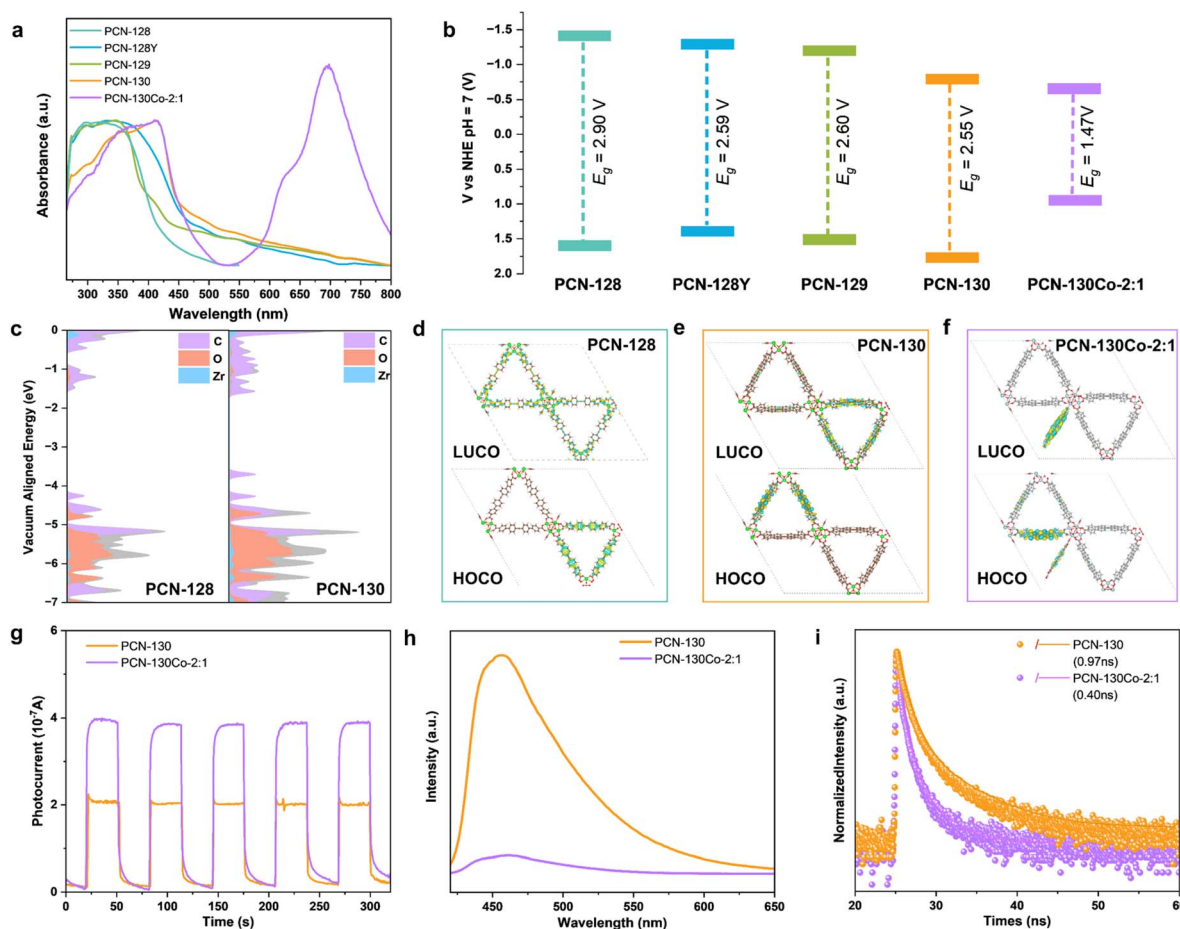 a
PCN-128
PCN-128Y
PCN-129
PCN-130
PCN-130Co-2:1
Absorbance (a.u.)
300 350 400 450 500 550 600 650 700 750 800
Wavelength (nm)
b
-1.5
-1.0
-0.5
0.0
0.5
1.0
1.5
2.0
V vs NHE pH = 7 (V)
Eg = 2.90 V
Eg = 2.59 V
Eg = 2.60 V
Eg = 2.55 V
Eg = 1.47V
PCN-128 PCN-128Y PCN-129 PCN-130 PCN-130Co-2:1
c
0
-1
-2
-3
-4
-5
-6
-7
Vacuum Aligned Energy (eV)
C
O
Zr
PCN-128
C
O
Zr
PCN-130
d
PCN-128
LUCO
HOCO
e
PCN-130
LUCO
HOCO
f
PCN-130Co-2:1
LUCO
HOCO
g
PCN-130
PCN-130Co-2:1
6
4
2
0
Photocurrent (10⁻⁷A)
0 50 100 150 200 250 300
Time (s)
h
PCN-130
PCN-130Co-2:1
Intensity (a.u.)
450 500 550 600 650
Wavelength (nm)
i
PCN-130
(0.97ns)
PCN-130Co-2:1
(0.40ns)
NormalizedIntensity (a.u.)
20 30 40 50 60
Times (ns)